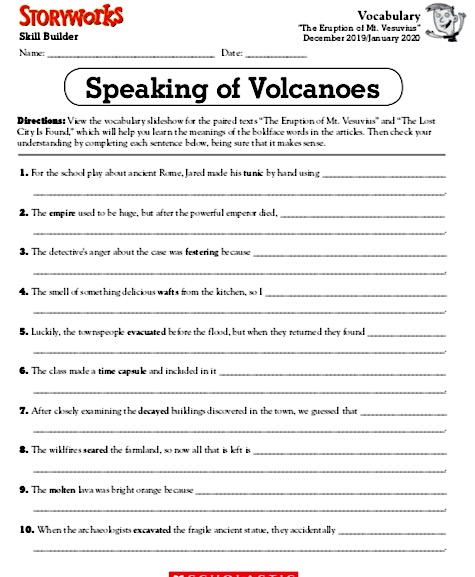 STORYWORKS
Skill Builder
Vocabulary
"The Eruption of Mt. Vesuvius"
December 2019/January 2020
Name: Date:
Speaking of Volcanoes
Directions: View the vocabulary slideshow for the paired texts "The Eruption of Mt. Vesuvius" and "The Lost
City Is Found," which will help you learn the meanings of the boldface words in the articles. Then check your
understanding by completing each sentence below, being sure that it makes sense.
1. For the school play about ancient Rome, Jared made his tunic by hand using
2. The empire used to be huge, but after the powerful emperor died,
3. The detective's anger about the case was festering because
4. The smell of something delicious wafts from the kitchen, so I
5. Luckily, the townspeople evacuated before the flood, but when they returned they found
6. The class made a time capsule and included in it
7. After closely examining the decayed buildings discovered in the town, we guessed that
8. The wildfires seared the farmland, so now all that is left is
9. The molten lava was bright orange because
10. When the archaeologists excavated the fragile ancient statue, they accidentally
SCHOLASTIC